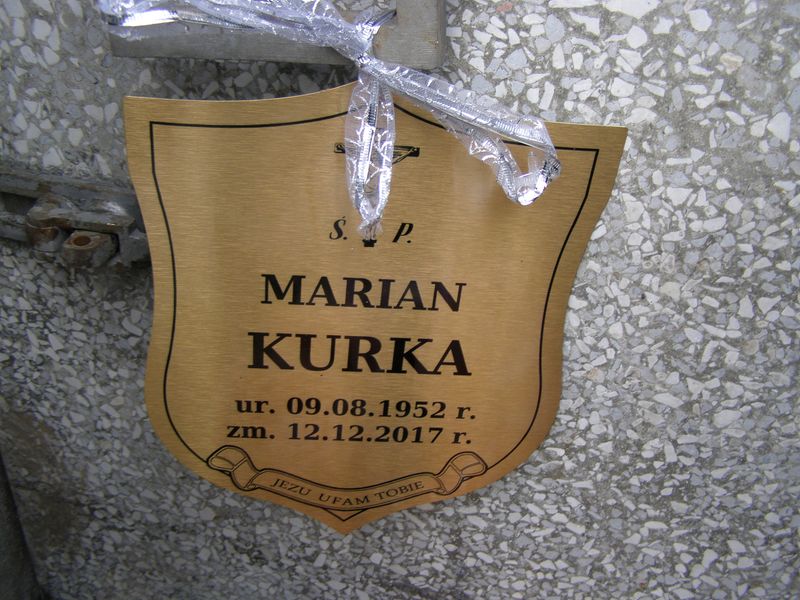 Ś. P.
MARIAN
KURKA
ur. 09.08.1952 r.
zm. 12.12.2017 r.
JEZU UFAM TOBIE